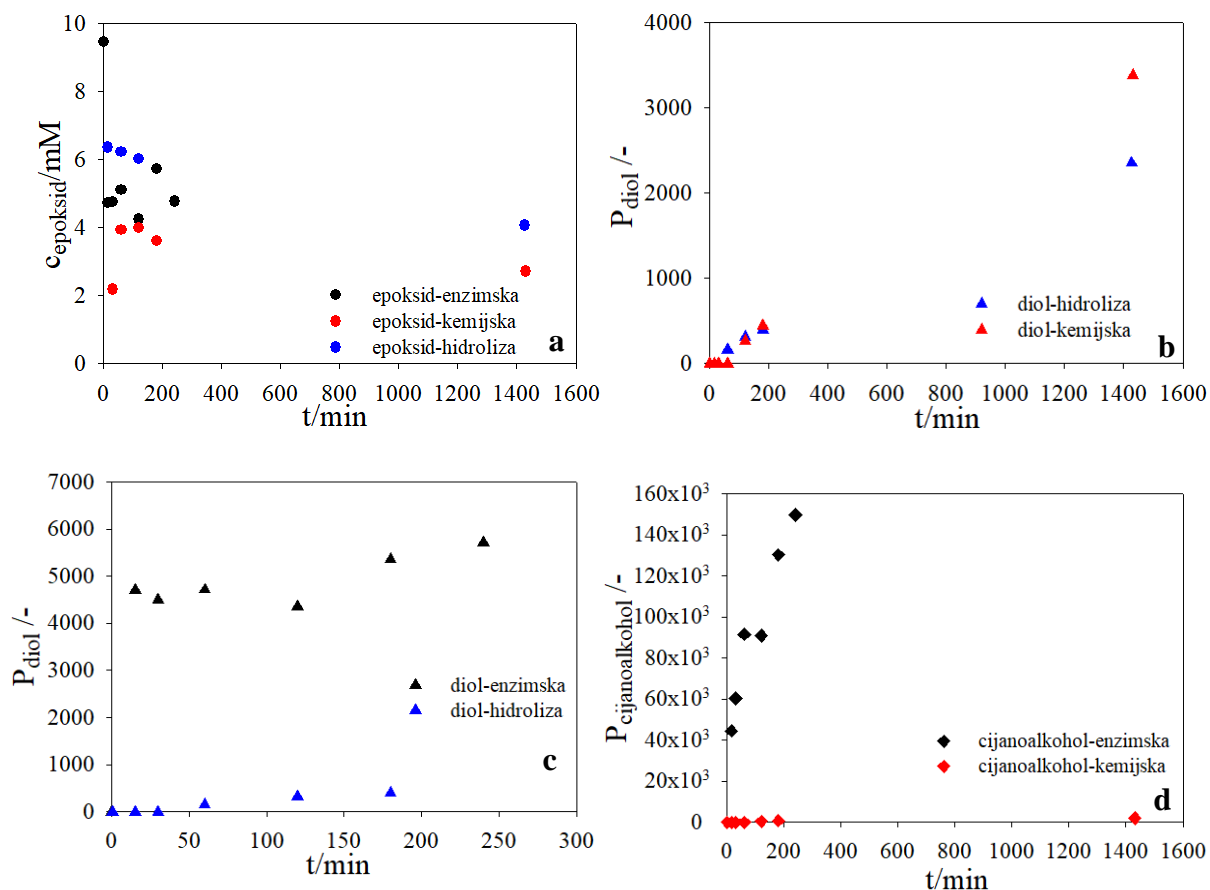 10
8
6
4
2
0
c_epoksid/mM
0 200 400 600 800 1000 1200 1400 1600
t/min
epoksid-enzimska
epoksid-kemijska
epoksid-hidroliza
a
4000
3000
2000
1000
0
P_diol /-
0 200 400 600 800 1000 1200 1400 1600
t/min
diol-hidroliza
diol-kemijska
b
7000
6000
5000
4000
3000
2000
1000
0
P_diol /-
0 50 100 150 200 250 300
t/min
diol-enzimska
diol-hidroliza
c
160x10³
140x10³
120x10³
100x10³
80x10³
60x10³
40x10³
20x10³
0
P_cijanoalkohol /-
0 200 400 600 800 1000 1200 1400 1600
t/min
cijanoalkohol-enzimska
cijanoalkohol-kemijska
d